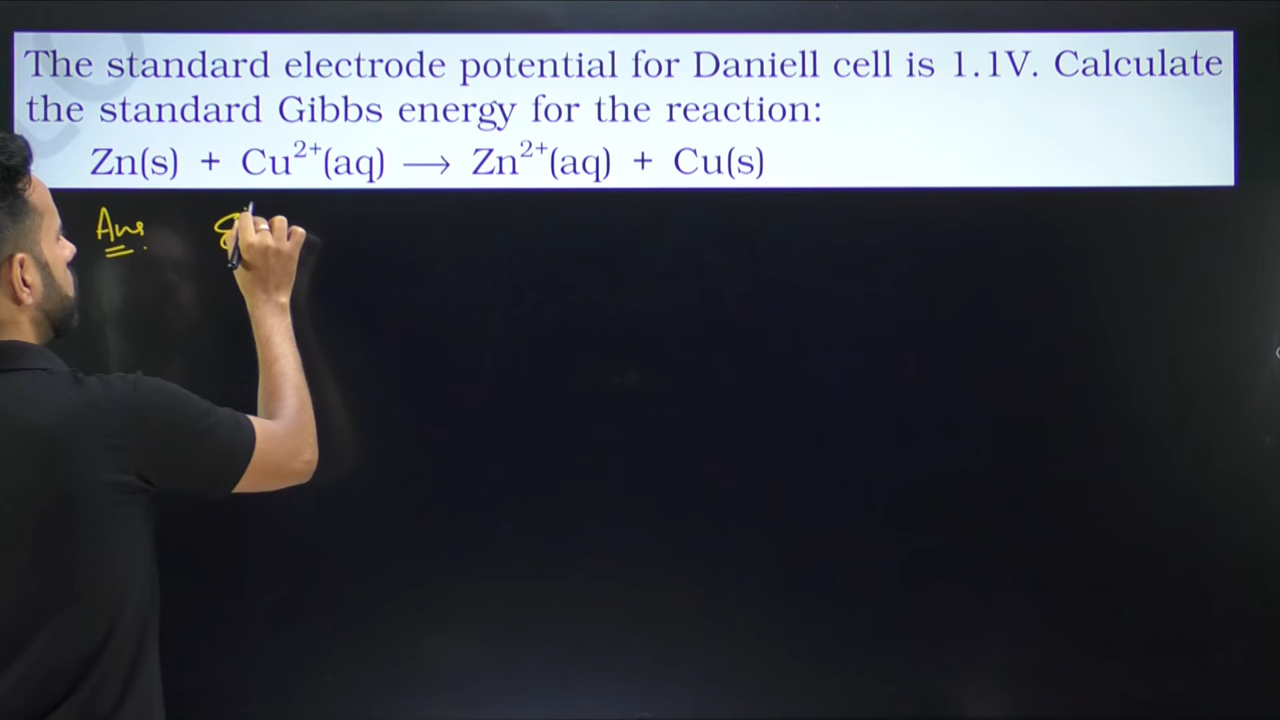 The standard electrode potential for Daniell cell is 1.1V. Calculate
the standard Gibbs energy for the reaction:
Zn(s) + Cu²⁺(aq) ⟶ Zn²⁺(aq) + Cu(s)
Ans